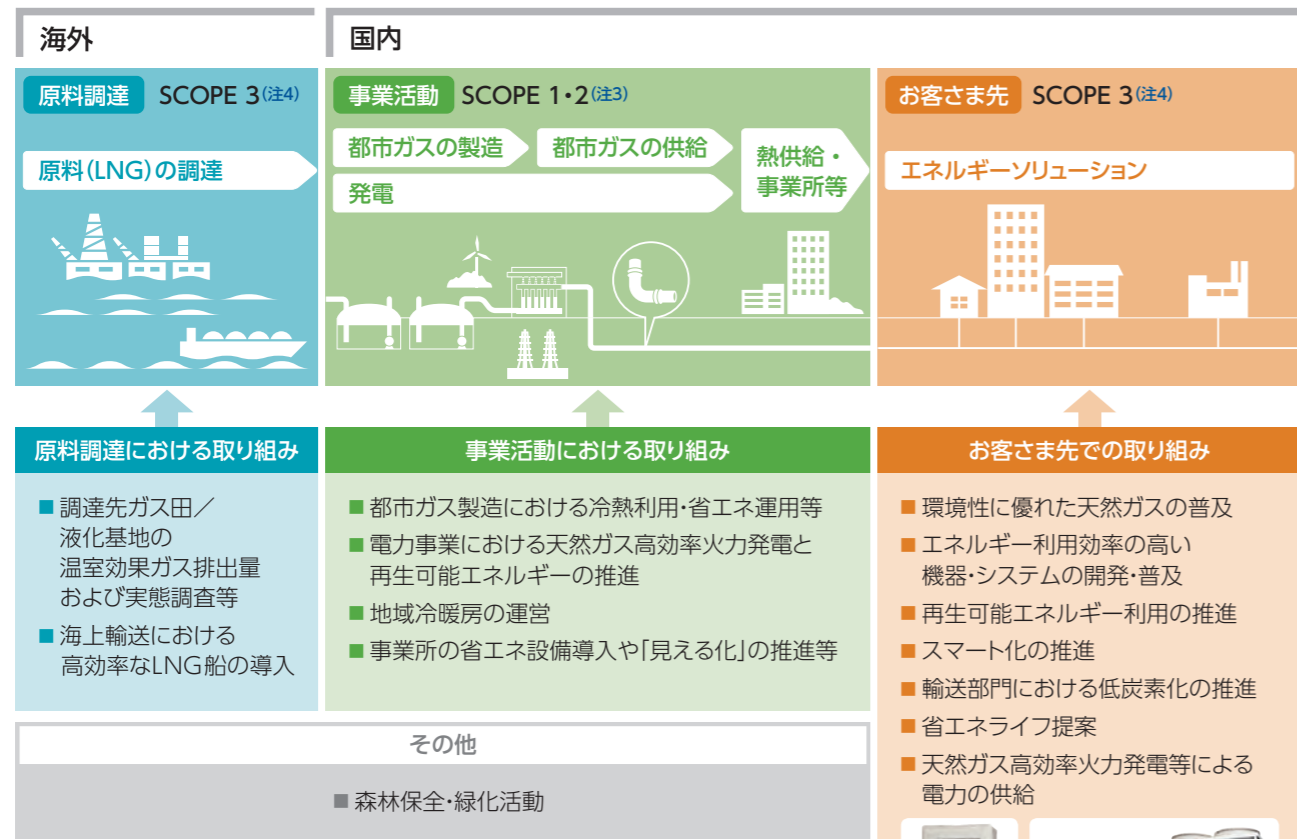 海外
国内
原料調達 SCOPE 3(注4)
原料(LNG)の調達
事業活動 SCOPE 1・2(注3)
都市ガスの製造
都市ガスの供給
発電
熱供給・
事業所等
お客さま先 SCOPE 3(注4)
エネルギーソリューション
原料調達における取り組み
■ 調達先ガス田／
液化基地の
温室効果ガス排出量
および実態調査等
■ 海上輸送における
高効率なLNG船の導入
事業活動における取り組み
■ 都市ガス製造における冷熱利用・省エネ運用等
■ 電力事業における天然ガス高効率火力発電と
再生可能エネルギーの推進
■ 地域冷暖房の運営
■ 事業所の省エネ設備導入や「見える化」の推進等
お客さま先での取り組み
■ 環境性に優れた天然ガスの普及
■ エネルギー利用効率の高い
機器・システムの開発・普及
■ 再生可能エネルギー利用の推進
■ スマート化の推進
■ 輸送部門における低炭素化の推進
■ 省エネライフ提案
■ 天然ガス高効率火力発電等による
電力の供給
その他
■ 森林保全・緑化活動